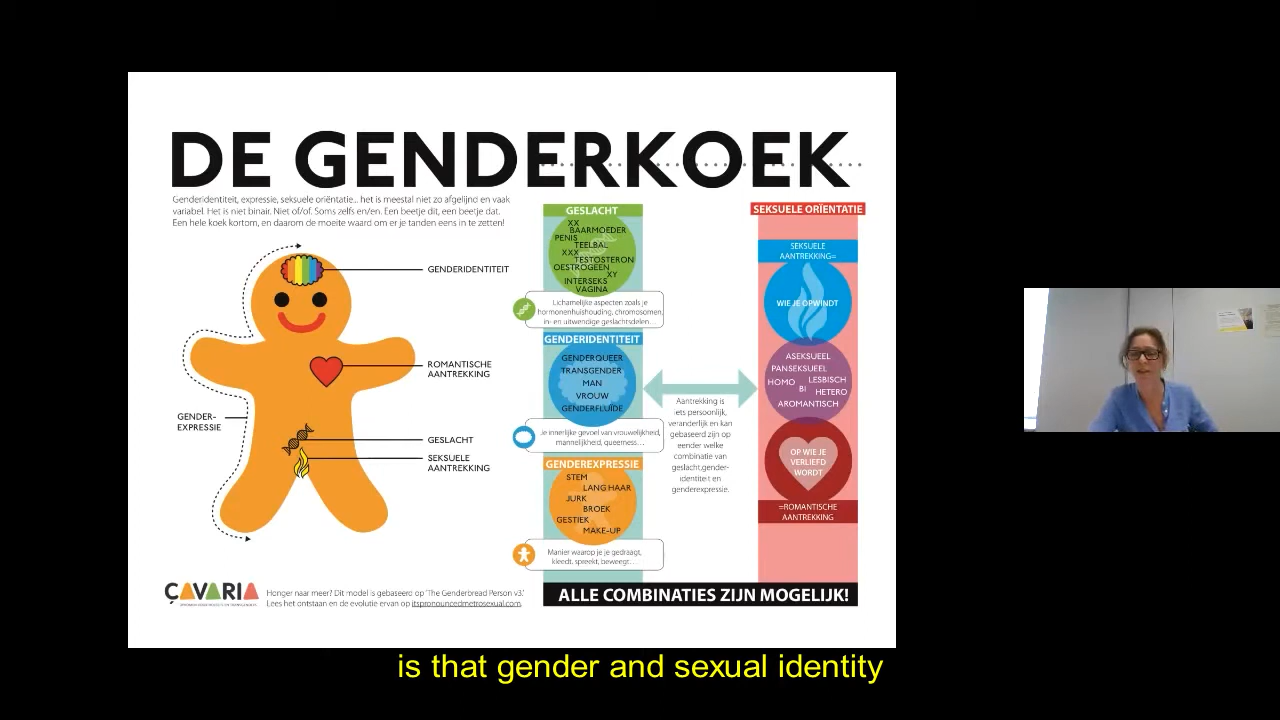 DE GENDERKOEK
Genderidentiteit, expressie, seksuele oriëntatie... het is meestal niet zo afgelijnd en vaak
variabel. Het is niet binair. Niet of/of. Soms zelfs en/en. Een beetje dit, een beetje dat.
Een hele koek kortom, en daarom de moeite waard om er je tanden eens in te zetten!
GENDERIDENTITEIT
ROMANTISCHE
AANTREKKING
GENDER-
EXPRESSIE
GESLACHT
SEKSUELE
AANTREKKING
GESLACHT
XX
BAARMOEDER
PENIS
TEELBAL
XXX
TESTOSTERON
OESTROGEEN
XY
INTERSEKS
VAGINA
Lichamelijke aspecten zoals je
hormonenhuishouding, chromosomen,
in- en uitwendige geslachtsdelen...
GENDERIDENTITEIT
GENDERQUEER
TRANSGENDER
MAN
VROUW
GENDERFLUÏDE
Je innerlijke gevoel van vrouwelijkheid,
mannelijkheid, queerness...
GENDEREXPRESSIE
STEM
LANG HAAR
JURK
BROEK
GESTIEK
MAKE-UP
Manier waarop je je gedraagt,
kleedt, spreekt, beweegt...
Aantrekking is
iets persoonlijk,
veranderlijk en kan
gebaseerd zijn op
eender welke
combinatie van
geslacht,gender-
identiteit en
genderexpressie.
SEKSUELE ORÏENTATIE
SEKSUELE
AANTREKKING=
WIE JE OPWINDT
ASEKSUEEL
PANSEKSUEEL
HOMO BI LESBISCH
HETERO
AROMANTISCH
OP WIE JE
VERLIEFD
WORDT
=ROMANTISCHE
AANTREKKING
ALLE COMBINATIES ZIJN MOGELIJK!
ÇAVARIA
Honger naar meer? Dit model is gebaseerd op 'The Genderbread Person v3.'
Lees het ontstaan en de evolutie ervan op itspronouncedmetrosexual.com.
is that gender and sexual identity